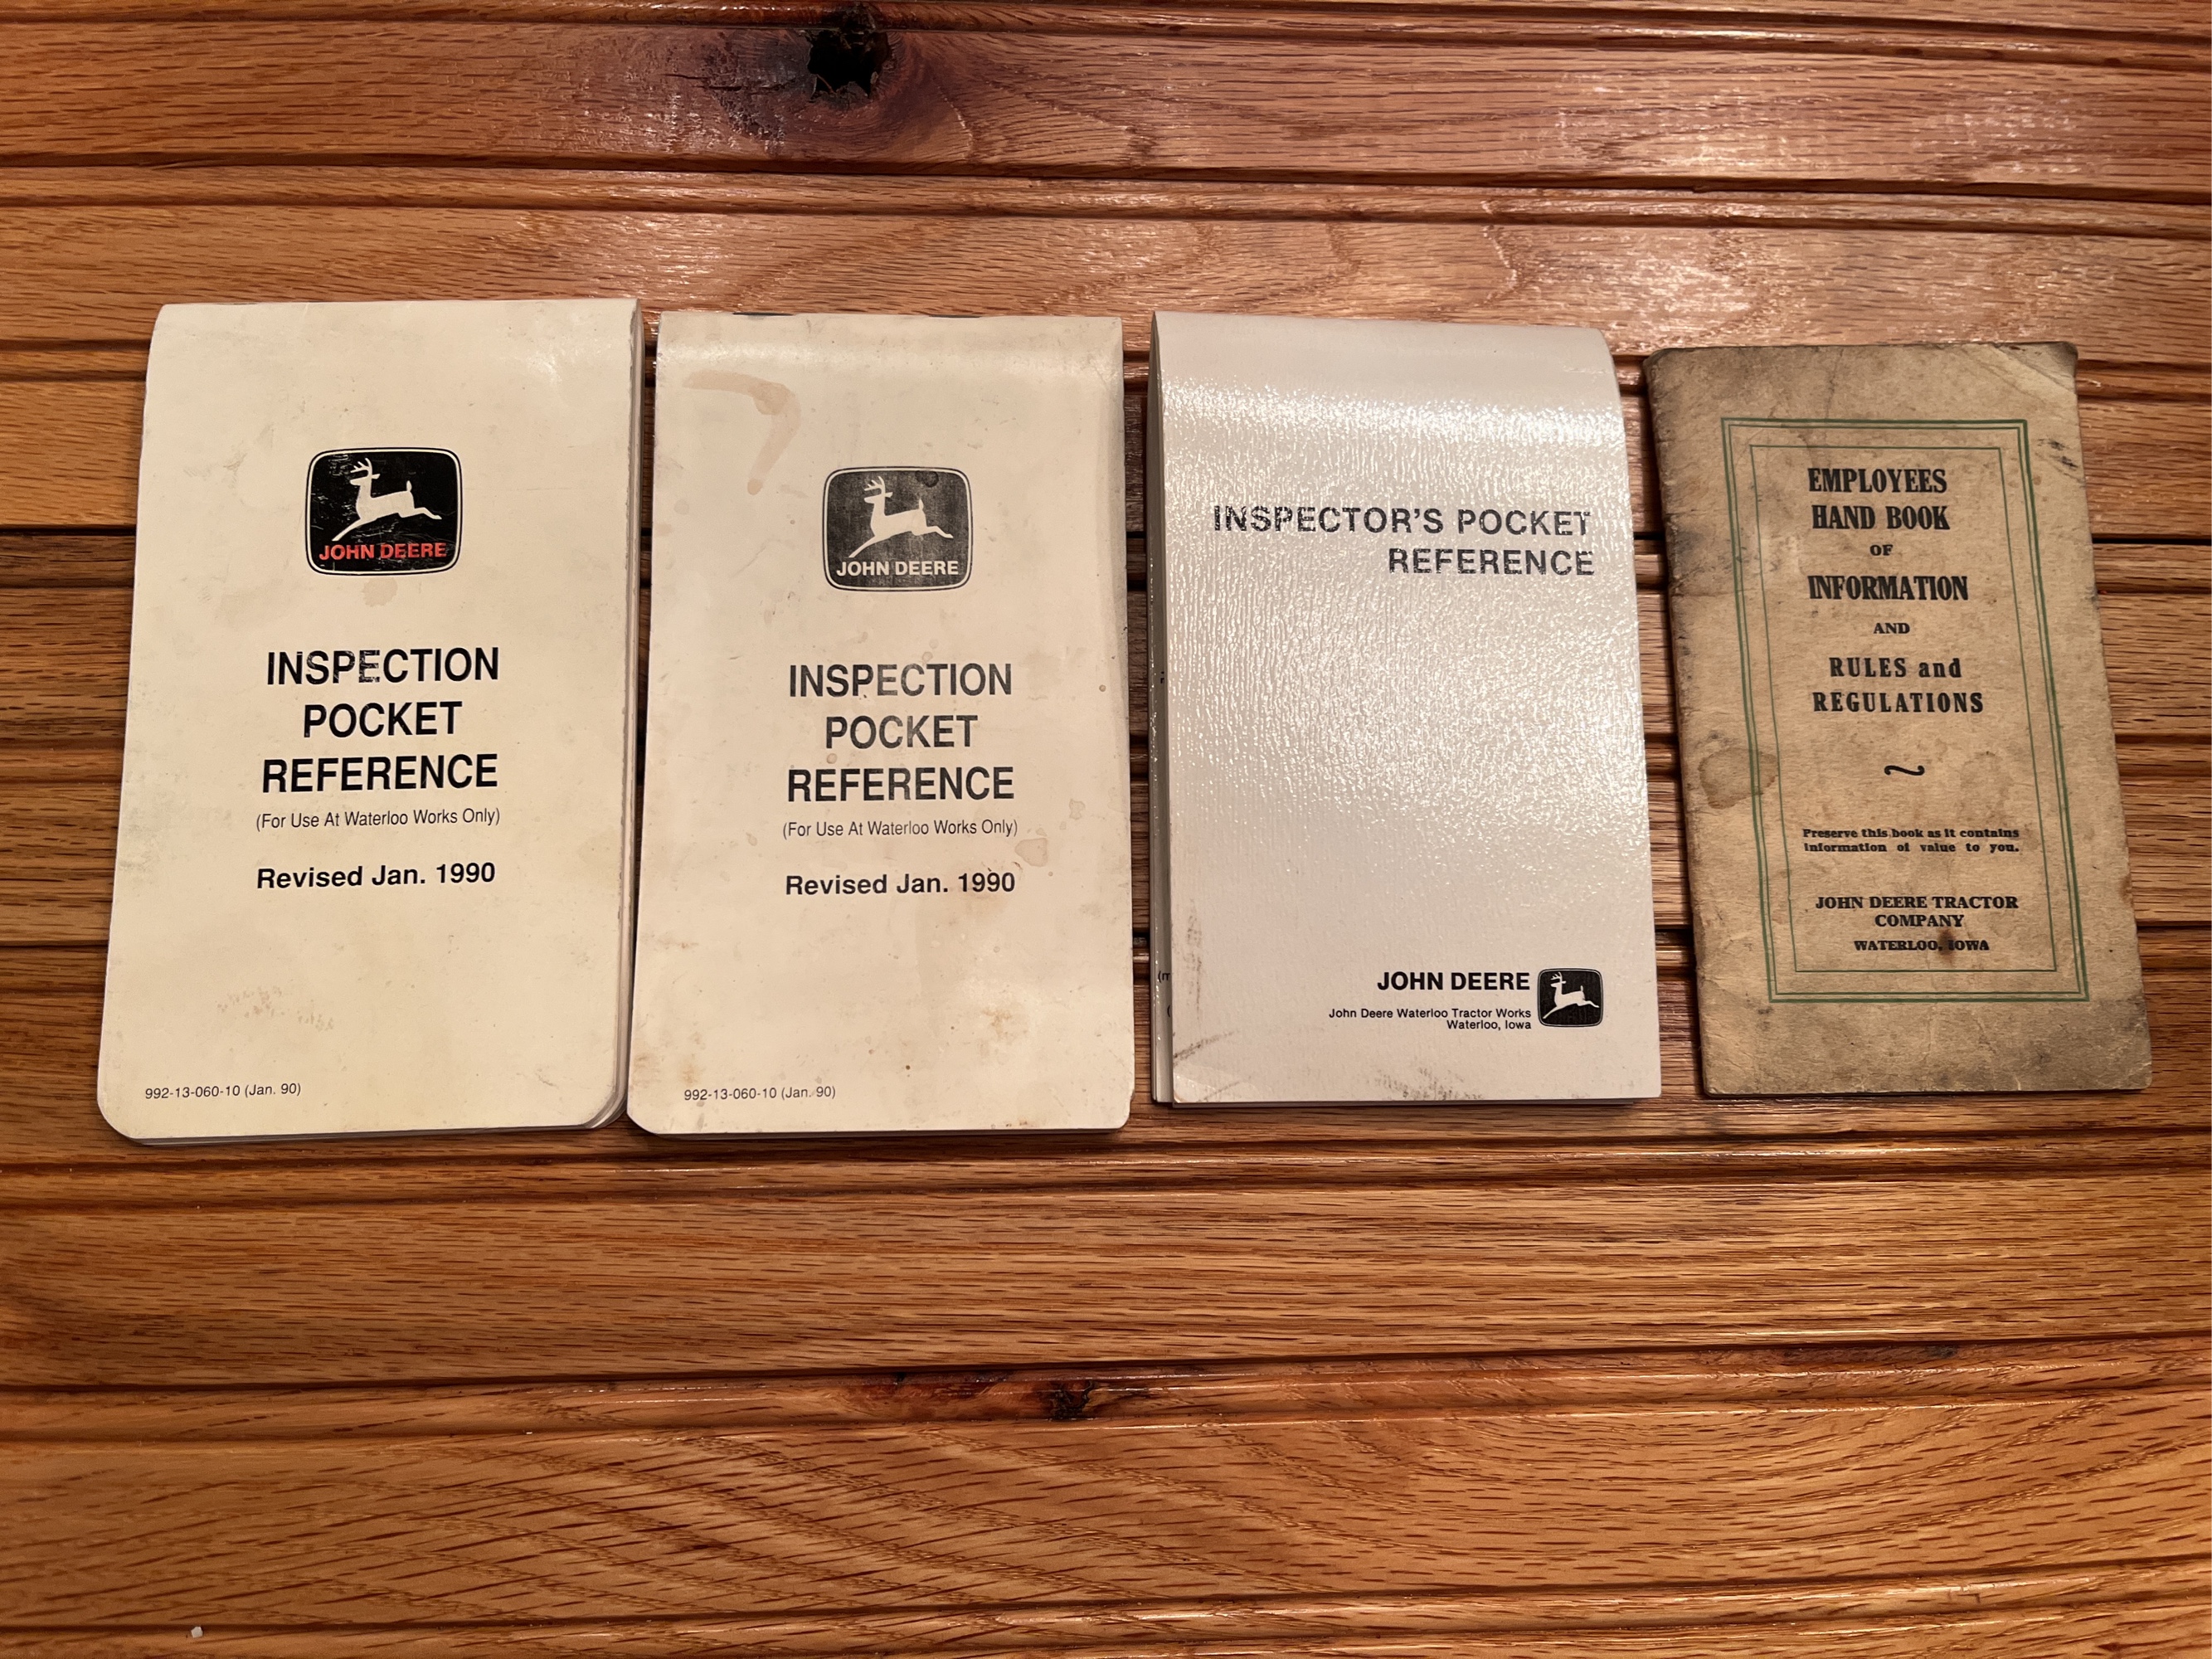 JOHN DEERE
INSPECTION
POCKET
REFERENCE
(For Use At Waterloo Works Only)
Revised Jan. 1990
992-13-060-10 (Jan. 90)
JOHN DEERE
INSPECTION
POCKET
REFERENCE
(For Use At Waterloo Works Only)
Revised Jan. 1990
992-13-060-10 (Jan. 90)
INSPECTOR'S POCKET
REFERENCE
JOHN DEERE
John Deere Waterloo Tractor Works
Waterloo, Iowa
EMPLOYEES
HAND BOOK
OF
INFORMATION
AND
RULES and
REGULATIONS
Preserve this book as it contains
information of value to you.
JOHN DEERE TRACTOR
COMPANY
WATERLOO, IOWA